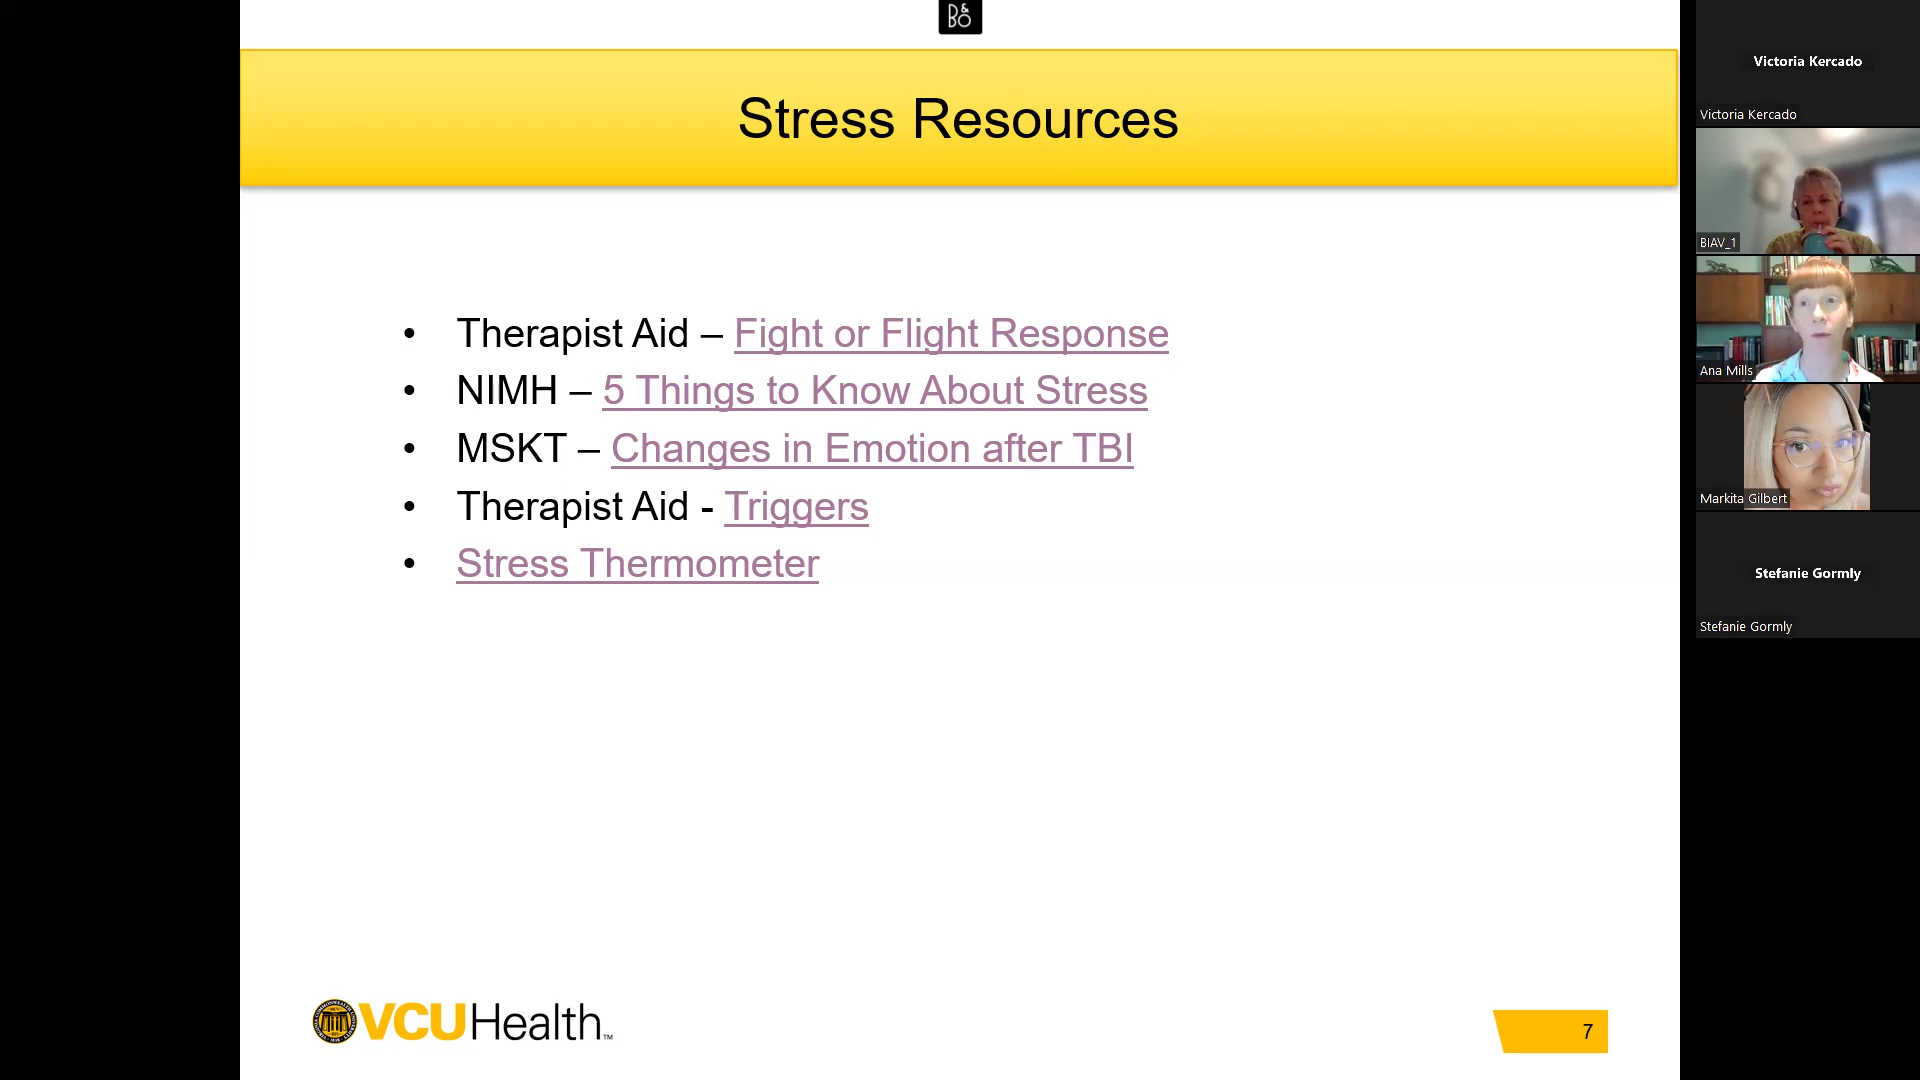 B&O
Stress Resources
• Therapist Aid – Fight or Flight Response
• NIMH – 5 Things to Know About Stress
• MSKT – Changes in Emotion after TBI
• Therapist Aid - Triggers
• Stress Thermometer
VCUHealth™
7
Victoria Kercado
Victoria Kercado
BIAV_1
Ana Mills
Markita Gilbert
Stefanie Gormly
Stefanie Gormly